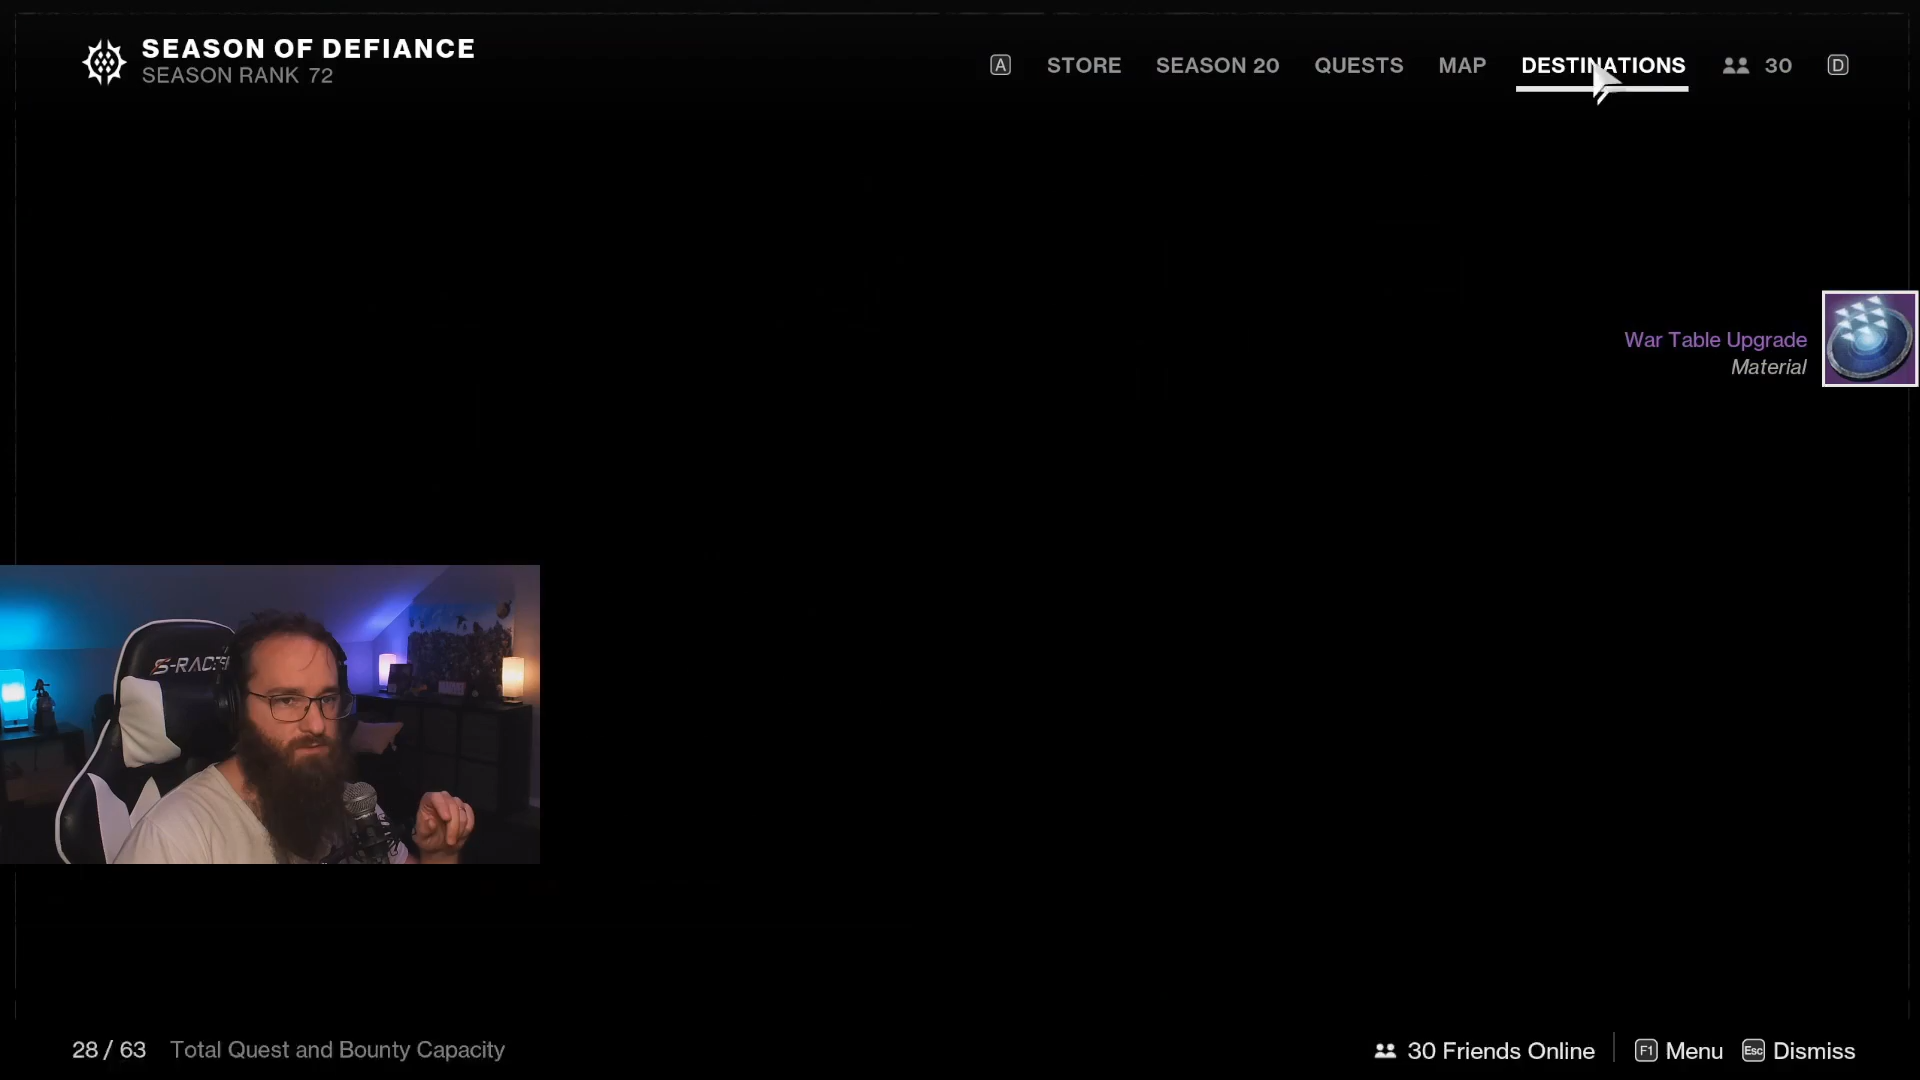 SEASON OF DEFIANCE
SEASON RANK 72
A STORE SEASON 20 QUESTS MAP DESTINATIONS 30 D
War Table Upgrade
Material
28 / 63 Total Quest and Bounty Capacity
30 Friends Online
F1 Menu Esc Dismiss